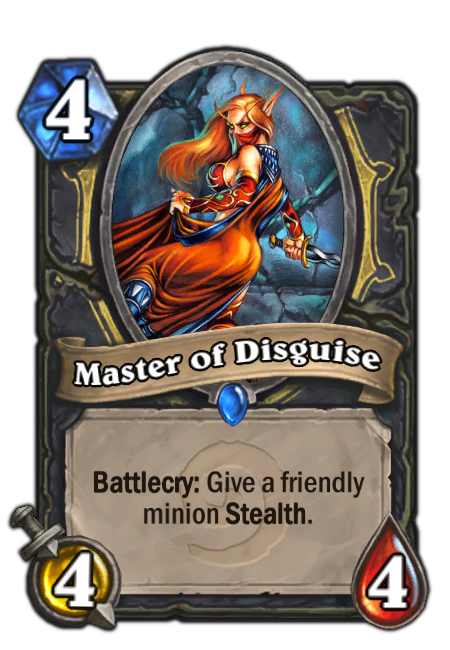 4
Master of Disguise
Battlecry: Give a friendly
minion Stealth.
4
4